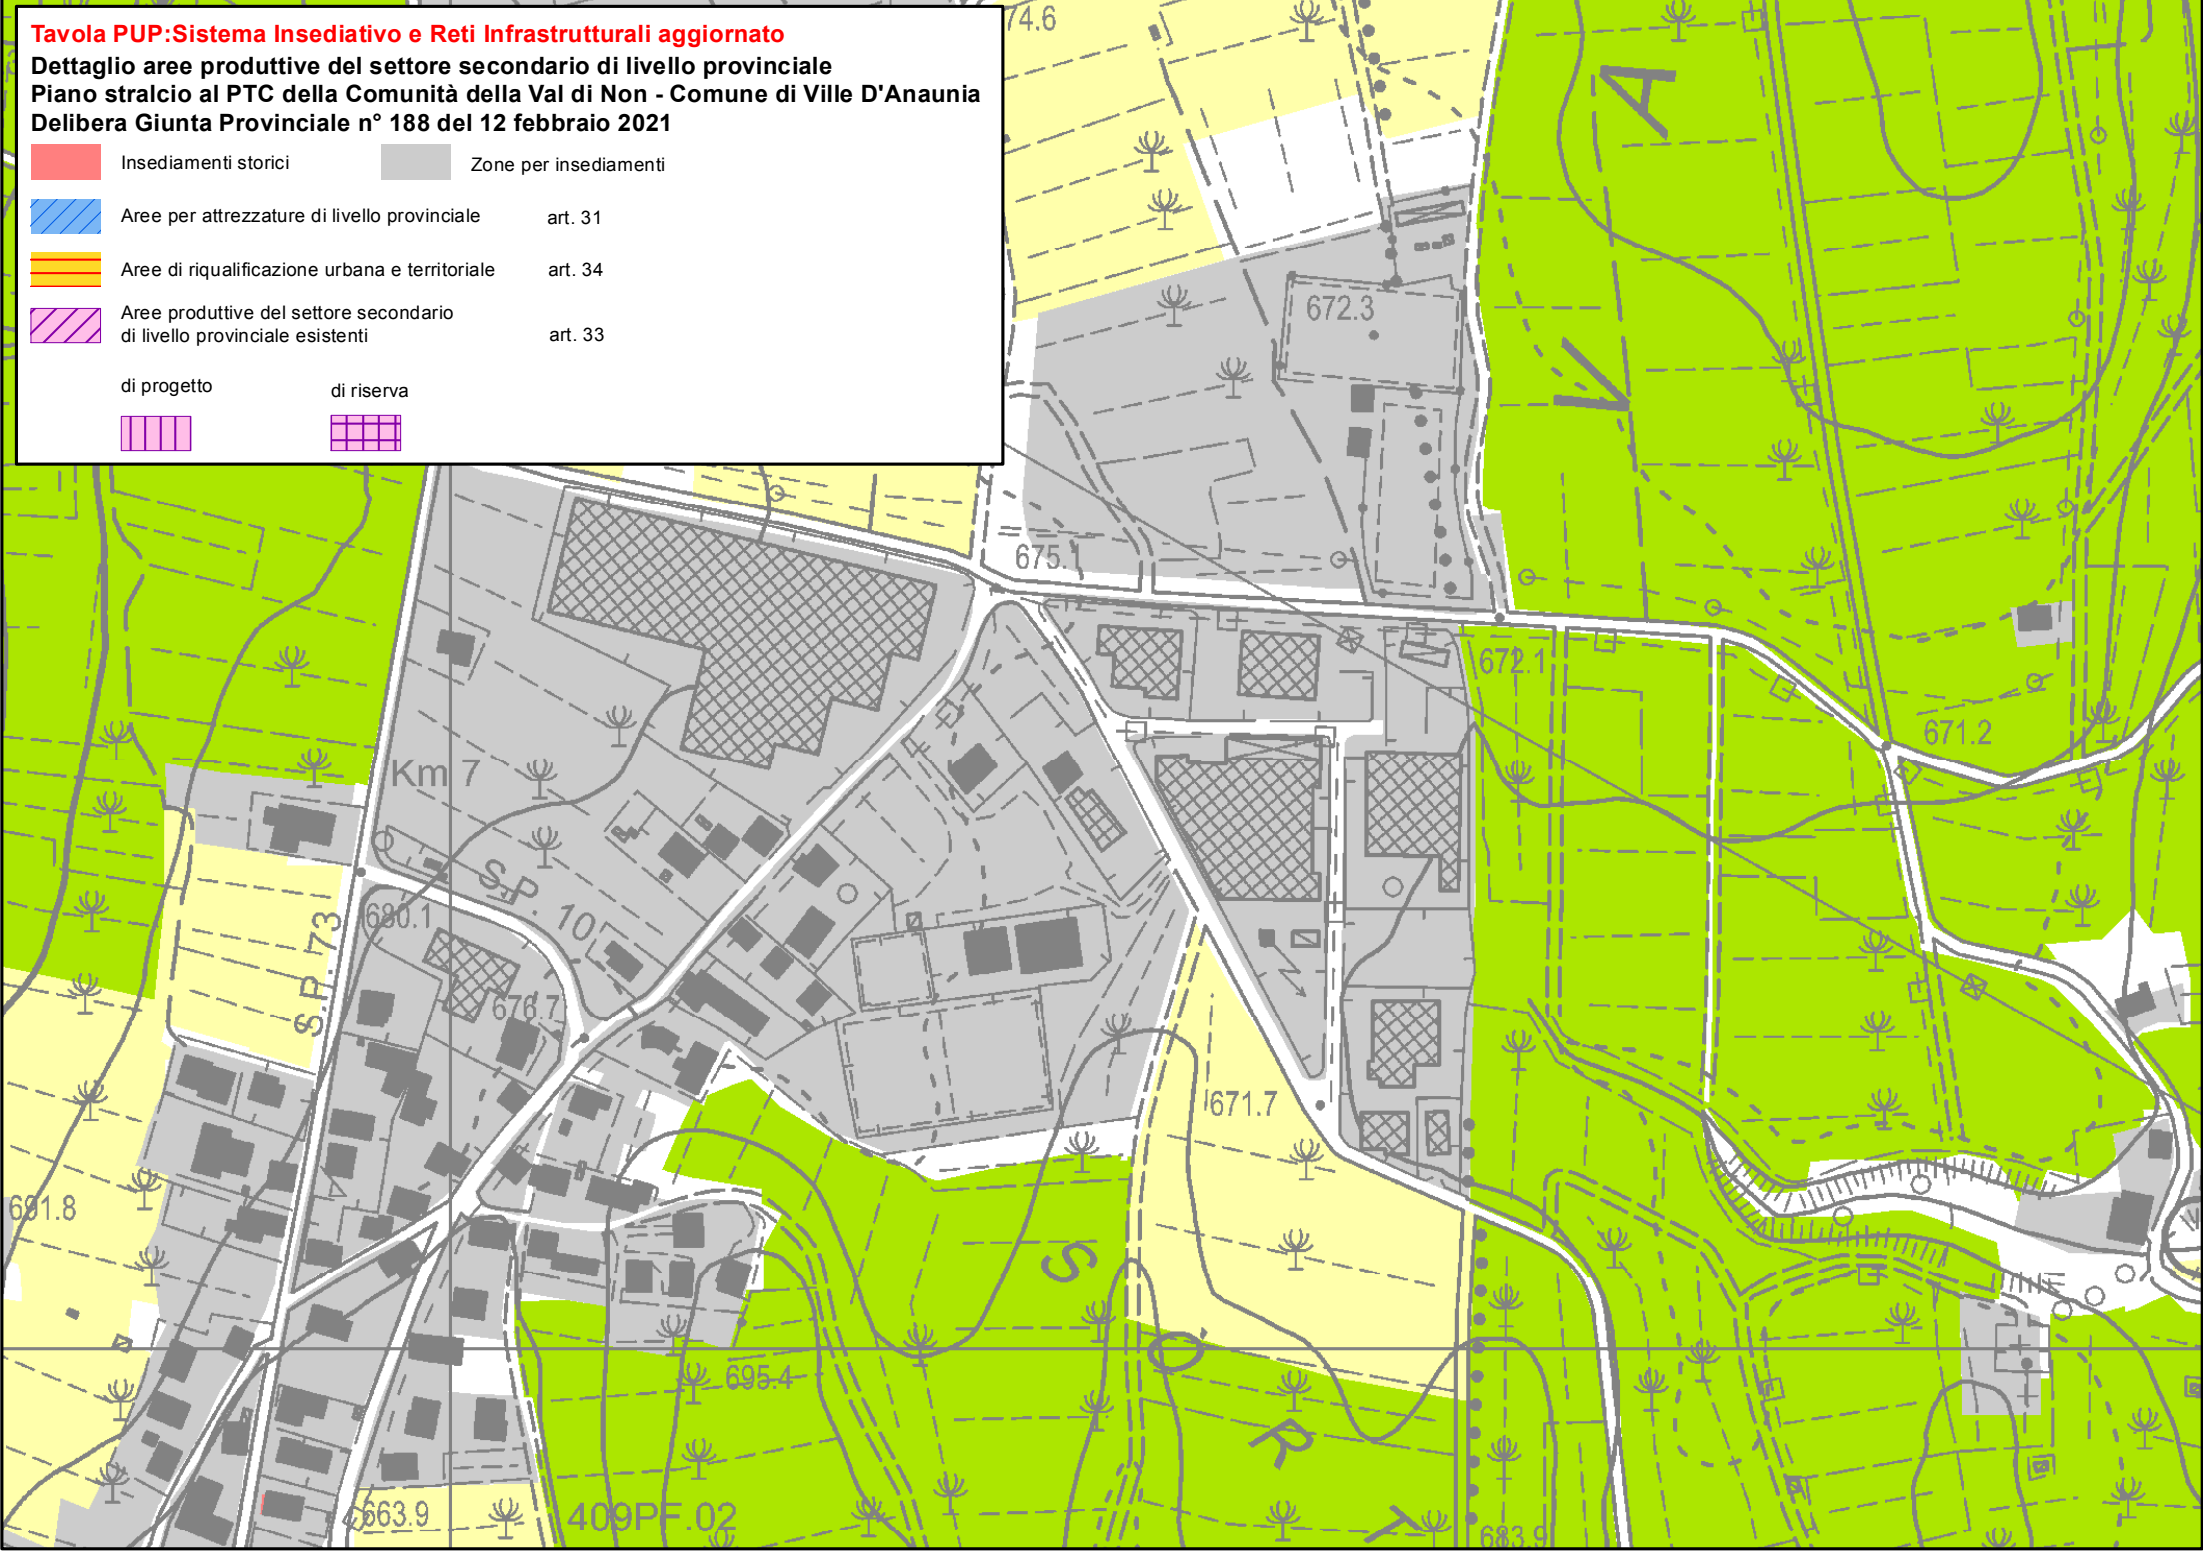 Tavola PUP:Sistema Insediativo e Reti Infrastrutturali aggiornato
Dettaglio aree produttive del settore secondario di livello provinciale
Piano stralcio al PTC della Comunità della Val di Non - Comune di Ville D'Anaunia
Delibera Giunta Provinciale n° 188 del 12 febbraio 2021
Insediamenti storici
Zone per insediamenti
Aree per attrezzature di livello provinciale art. 31
Aree di riqualificazione urbana e territoriale art. 34
Aree produttive del settore secondario
di livello provinciale esistenti art. 33
di progetto
di riserva
74.6
A
672.3
V
675.1
672.1
671.2
Km 7
S.P. 10
680.1
S.P. 73
676.7
671.7
691.8
S
O'
695.4
R
T
663.9
409PF.02
683.9